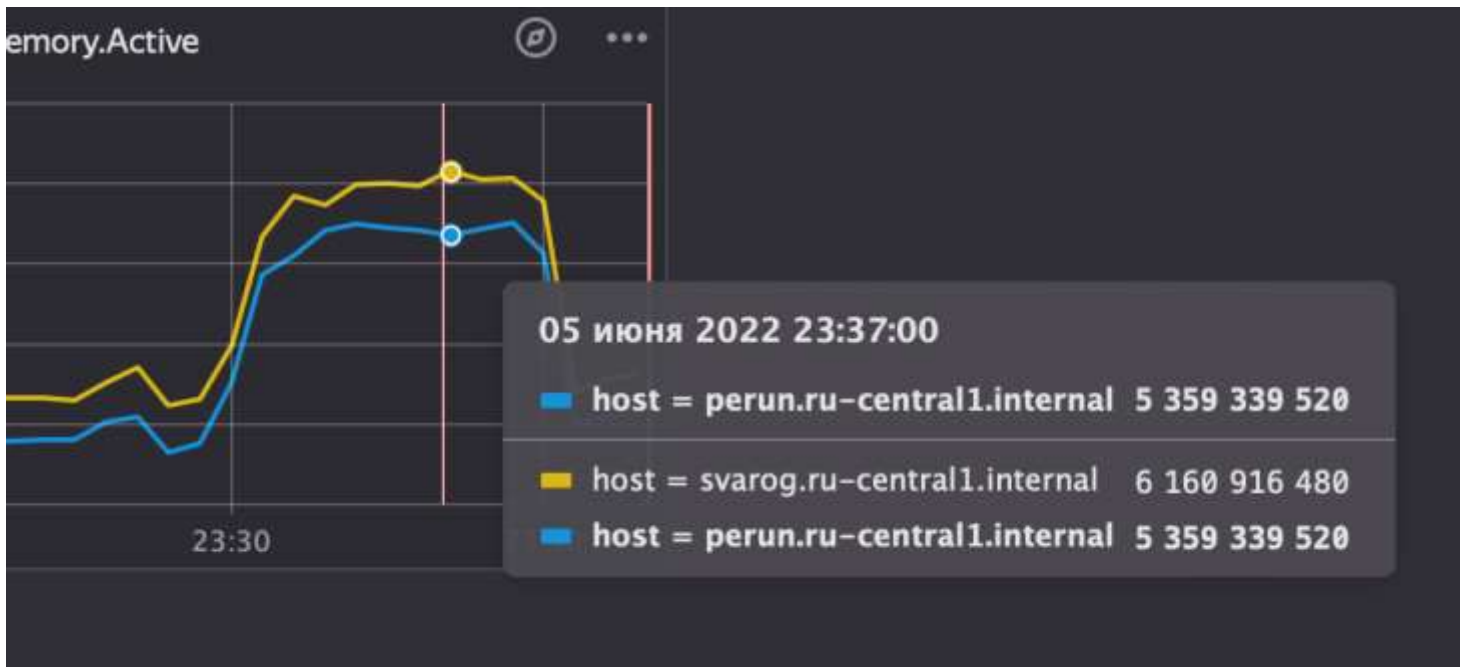 emory.Active
05 июня 2022 23:37:00
host = perun.ru-central1.internal 5 359 339 520
host = svarog.ru-central1.internal 6 160 916 480
host = perun.ru-central1.internal 5 359 339 520
23:30